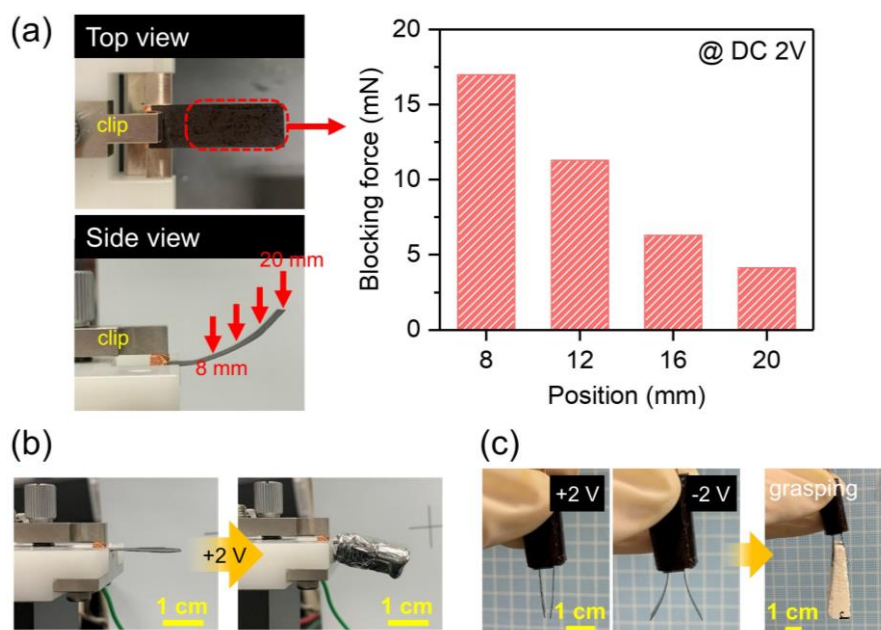 (a)
Top view
clip
Side view
20 mm
clip
8 mm
@ DC 2V
Blocking force (mN)
20
15
10
5
0
8 12 16 20
Position (mm)
(b)
+2 V
1 cm
1 cm
(c)
+2 V
-2 V
grasping
1 cm
1 cm